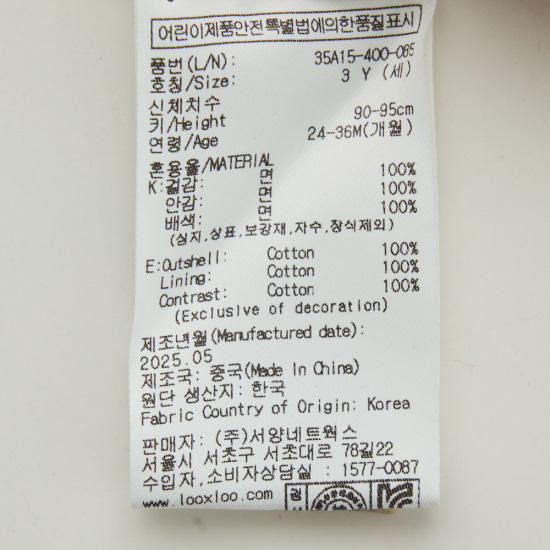 어린이제품안전특별법에의한품질표시
품번(L/N): 35A15-400-085
호칭/Size: 3 Y (세)
신체치수
키/Height 90-95cm
연령/Age 24-36M(개월)
혼용율/MATERIAL
K:겉감: 면 100%
안감: 면 100%
배색: 면 100%
(심지,상표,보강재,자수,장식제외)
E:Outshell: Cotton 100%
Lining: Cotton 100%
Contrast: Cotton 100%
(Exclusive of decoration)
제조년월(Manufactured date):
2025.05
제조국: 중국(Made In China)
원단 생산지: 한국
Fabric Country of Origin: Korea
판매자: (주)서양네트웍스
서울시 서초구 서초대로 78길22
수입자,소비자상담실 : 1577-0087
www.looxloo.com